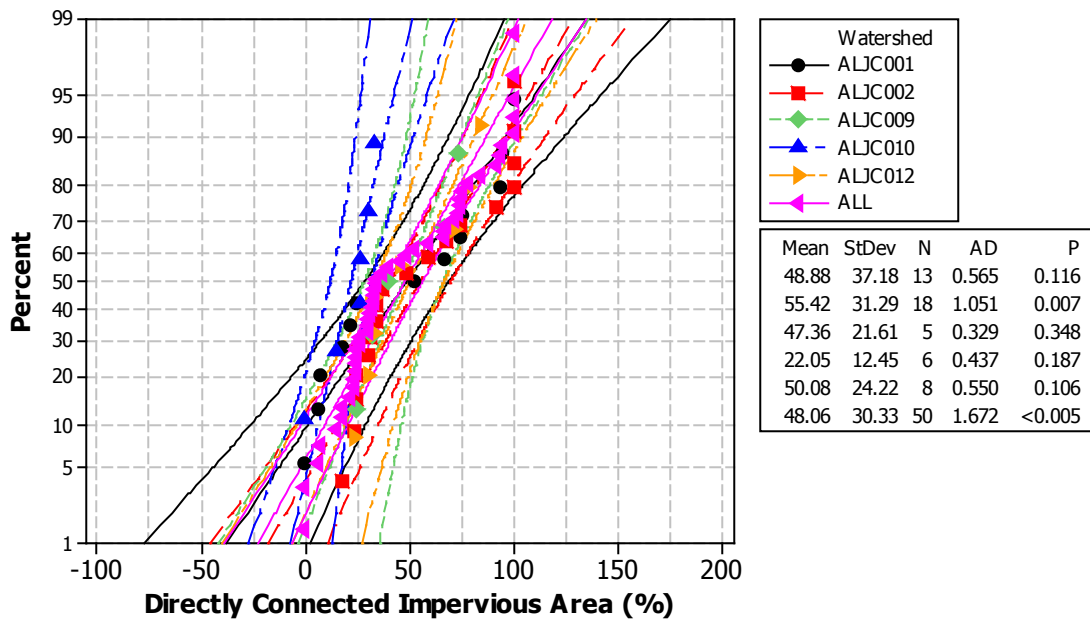 99
95
90
80
70
60
50
40
30
20
10
5
1
Percent
-100 -50 0 50 100 150 200
Directly Connected Impervious Area (%)
Watershed
ALJC001
ALJC002
ALJC009
ALJC010
ALJC012
ALL
Mean StDev N AD P
48.88 37.18 13 0.565 0.116
55.42 31.29 18 1.051 0.007
47.36 21.61 5 0.329 0.348
22.05 12.45 6 0.437 0.187
50.08 24.22 8 0.550 0.106
48.06 30.33 50 1.672 <0.005